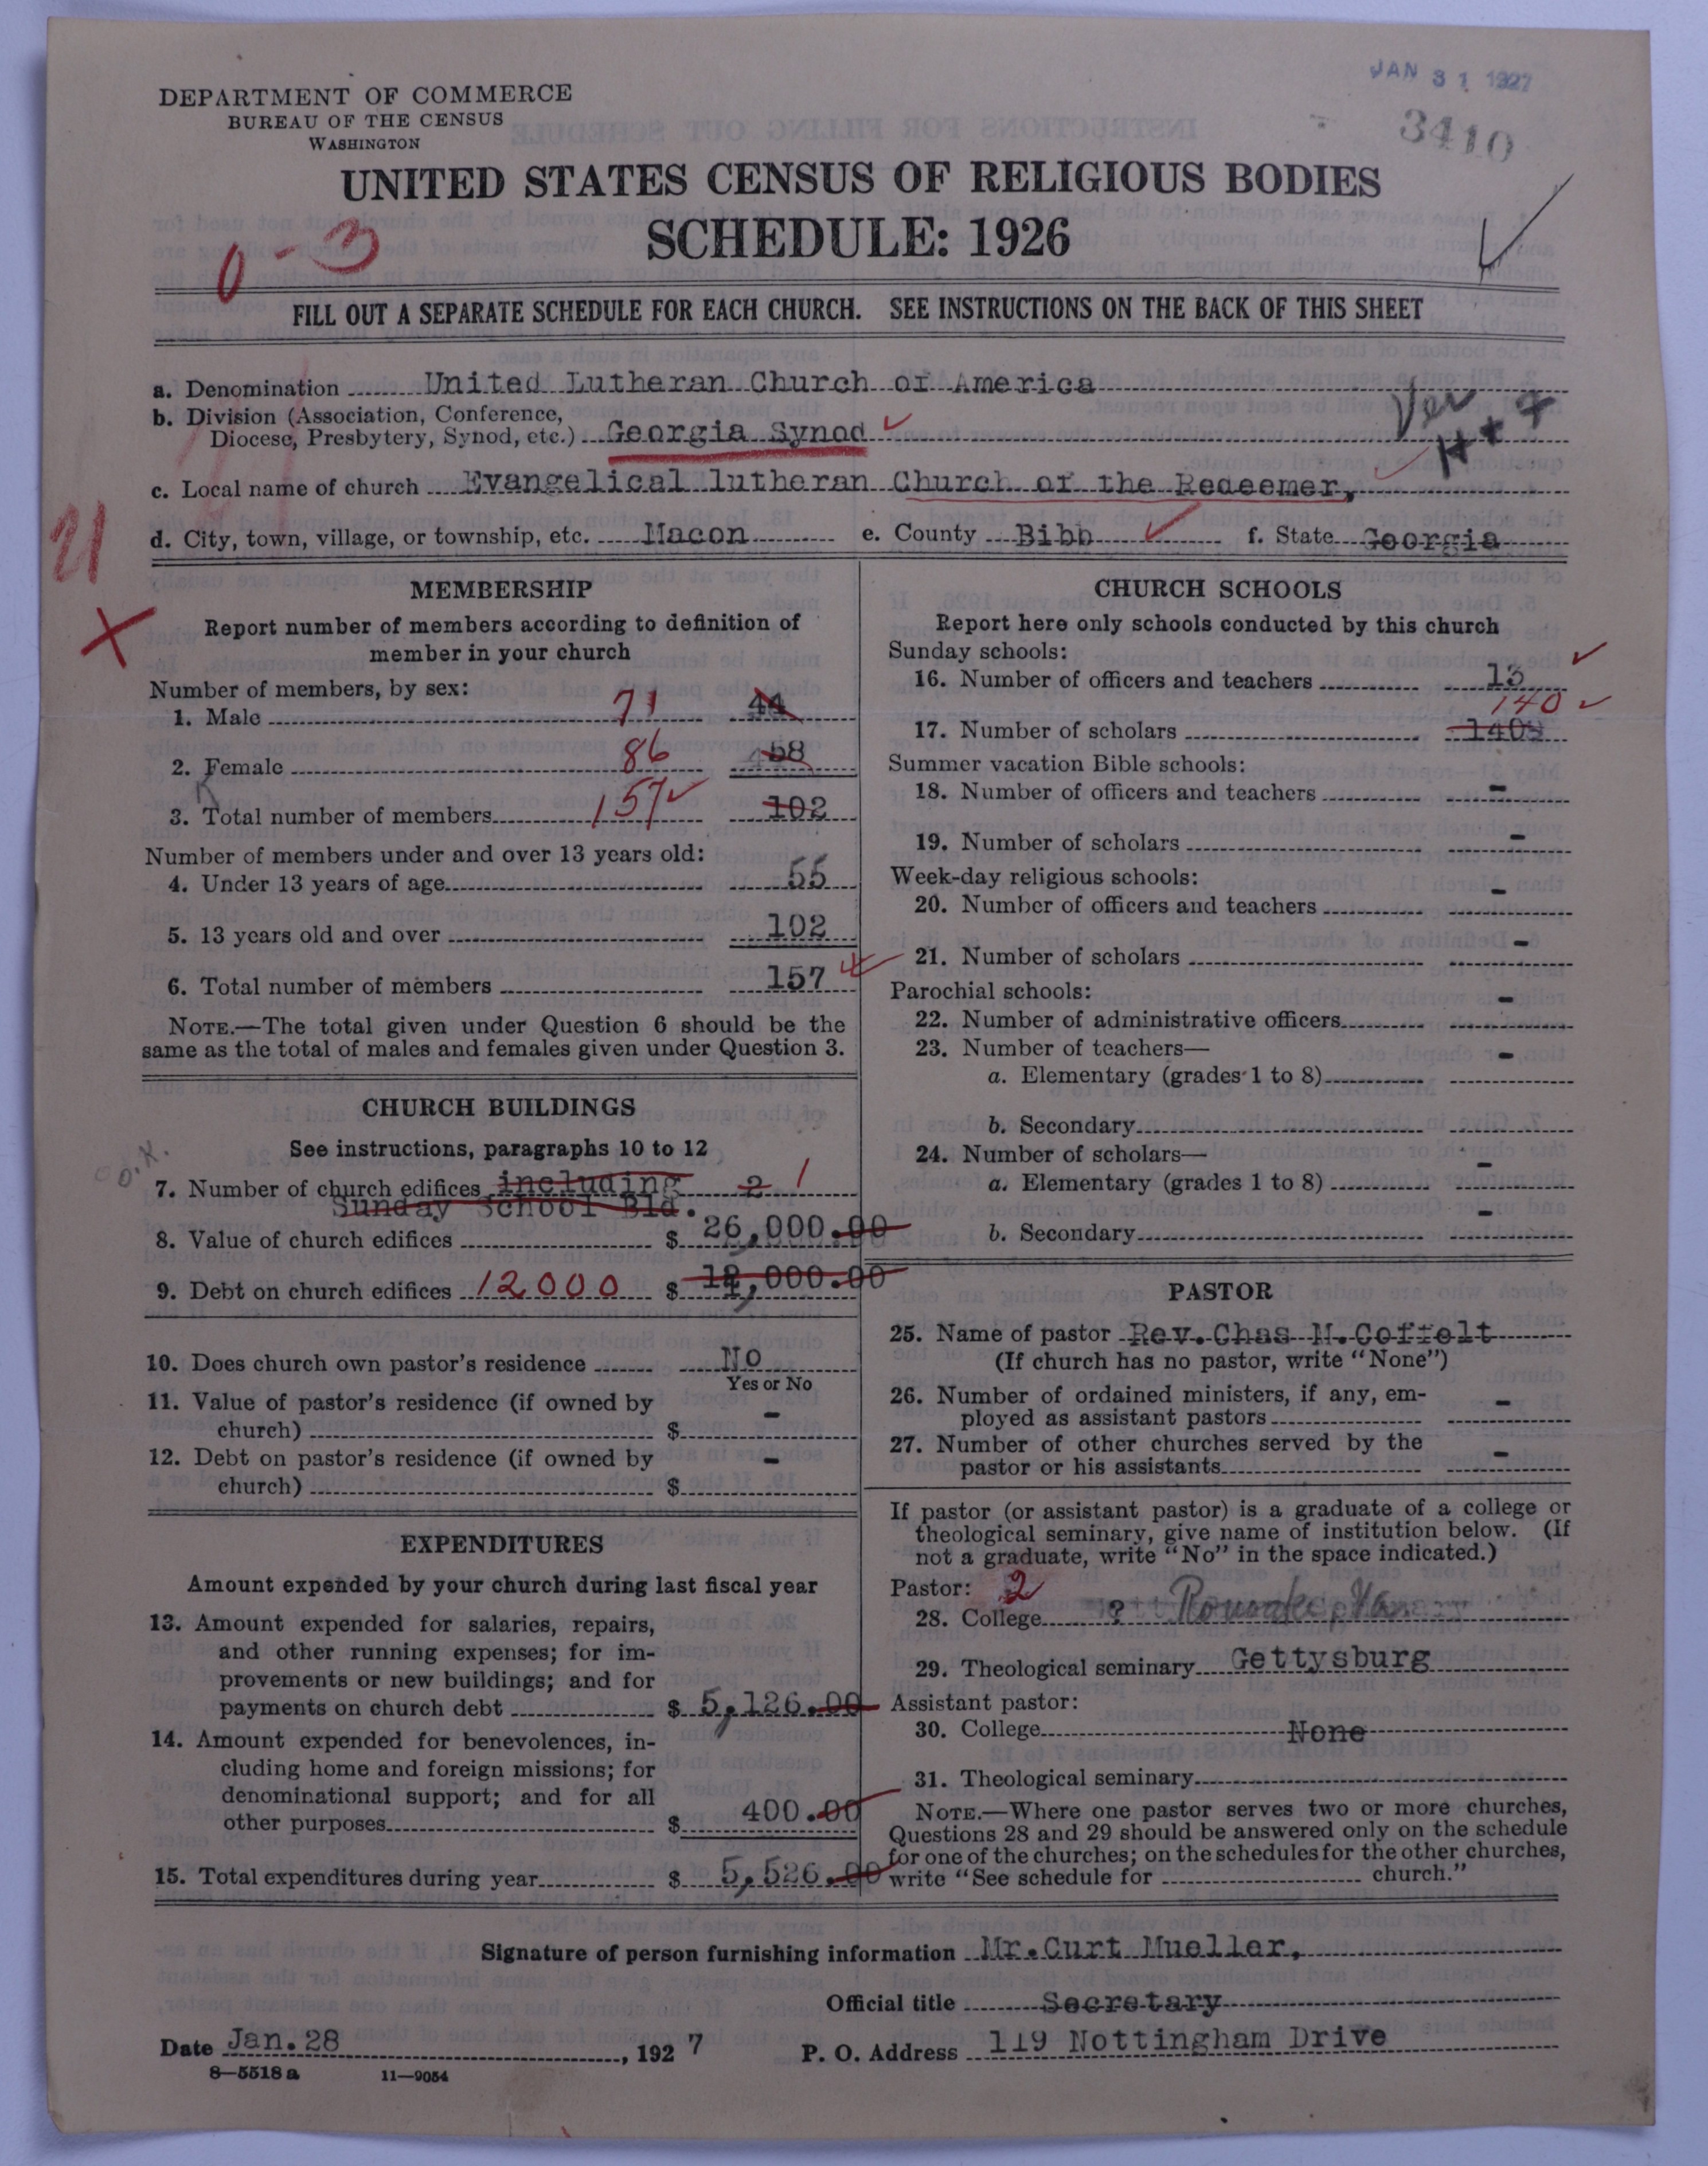 JAN 31 1927
3410
DEPARTMENT OF COMMERCE
BUREAU OF THE CENSUS
WASHINGTON
UNITED STATES CENSUS OF RELIGIOUS BODIES
SCHEDULE: 1926
0-3
FILL OUT A SEPARATE SCHEDULE FOR EACH CHURCH. SEE INSTRUCTIONS ON THE BACK OF THIS SHEET
a. Denomination United Lutheran Church of America
b. Division (Association, Conference,
Diocese, Presbytery, Synod, etc.) Georgia Synod
c. Local name of church Evangelical lutheran Church of the Redeemer,
d. City, town, village, or township, etc. Macon e. County Bibb f. State Georgia
21
MEMBERSHIP
Report number of members according to definition of
member in your church
Number of members, by sex:
1. Male 71 44
2. Female 86 58
3. Total number of members 157 102
Number of members under and over 13 years old:
4. Under 13 years of age 55
5. 13 years old and over 102
6. Total number of members 157
NOTE.—The total given under Question 6 should be the
same as the total of males and females given under Question 3.
CHURCH BUILDINGS
See instructions, paragraphs 10 to 12
O.K.
7. Number of church edifices including 2 1
Sunday School Bld.
8. Value of church edifices $ 26,000.00
9. Debt on church edifices 12000 $ 12,000.00
10. Does church own pastor's residence No
Yes or No
11. Value of pastor's residence (if owned by
church) $ -
12. Debt on pastor's residence (if owned by
church) $ -
EXPENDITURES
Amount expended by your church during last fiscal year
13. Amount expended for salaries, repairs,
and other running expenses; for im-
provements or new buildings; and for
payments on church debt $ 5,126.00
14. Amount expended for benevolences, in-
cluding home and foreign missions; for
denominational support; and for all
other purposes $ 400.00
15. Total expenditures during year $ 5,526.00
CHURCH SCHOOLS
Report here only schools conducted by this church
Sunday schools:
16. Number of officers and teachers 13
140
17. Number of scholars
Summer vacation Bible schools:
18. Number of officers and teachers -
19. Number of scholars -
Week-day religious schools:
20. Number of officers and teachers -
21. Number of scholars -
Parochial schools:
22. Number of administrative officers -
23. Number of teachers—
a. Elementary (grades 1 to 8) -
b. Secondary
24. Number of scholars—
a. Elementary (grades 1 to 8) -
b. Secondary -
PASTOR
25. Name of pastor Rev. Chas M. Coffelt
(If church has no pastor, write "None")
26. Number of ordained ministers, if any, em-
ployed as assistant pastors -
27. Number of other churches served by the
pastor or his assistants -
If pastor (or assistant pastor) is a graduate of a college or
theological seminary, give name of institution below. (If
not a graduate, write "No" in the space indicated.)
Pastor: 2
28. College ? Roanoke, Va
29. Theological seminary Gettysburg
Assistant pastor:
30. College None
31. Theological seminary
NOTE.—Where one pastor serves two or more churches,
Questions 28 and 29 should be answered only on the schedule
for one of the churches; on the schedules for the other churches,
write "See schedule for church."
Signature of person furnishing information Mr. Curt Mueller,
Official title Secretary
Date Jan. 28, 1927 P. O. Address 119 Nottingham Drive
8—5518 a 11—9054